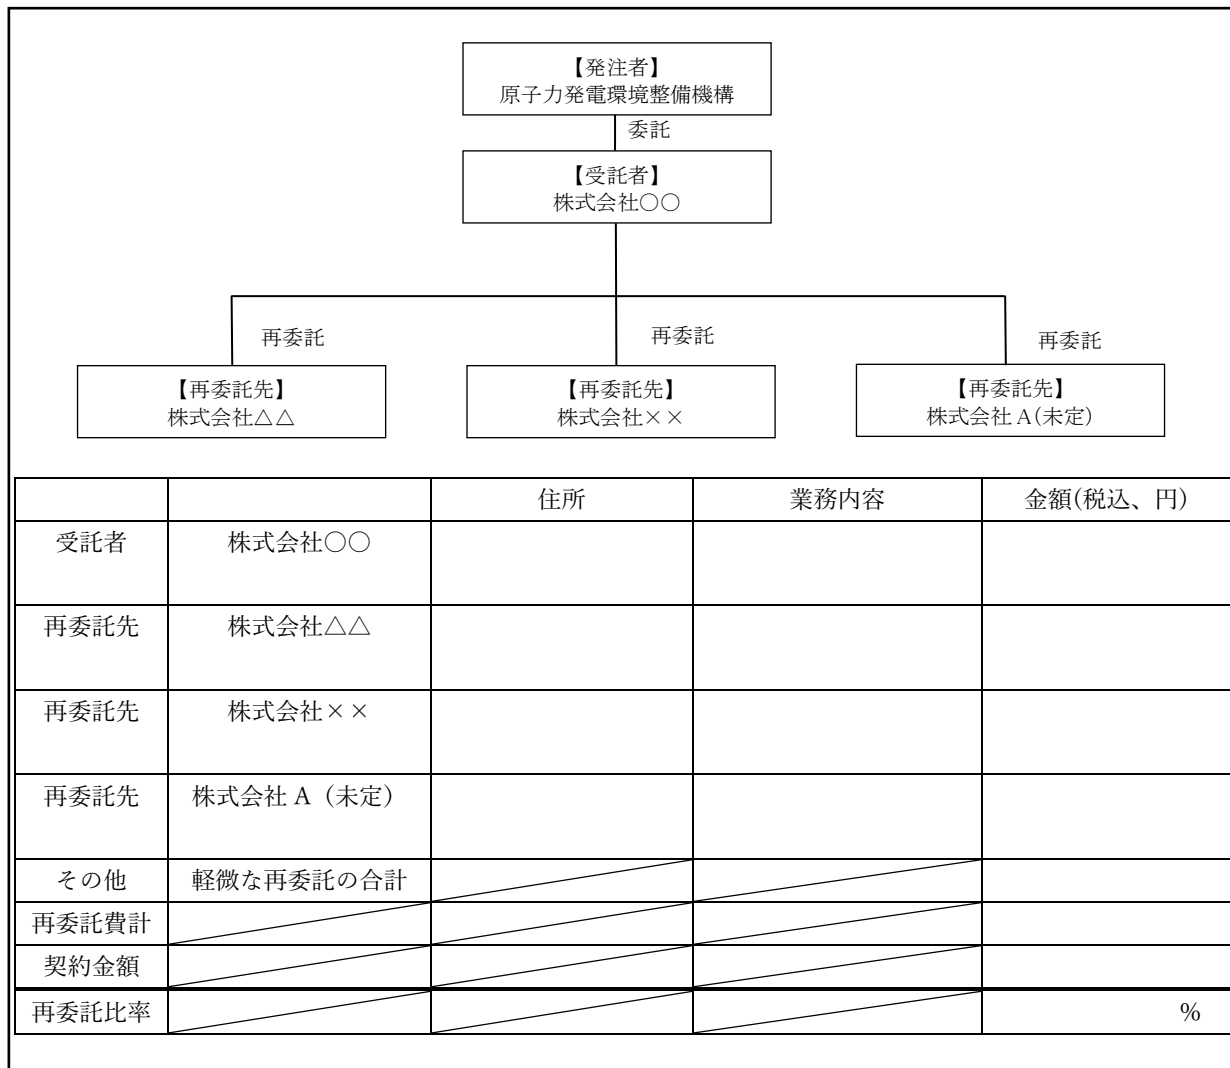 【発注者】
原子力発電環境整備機構
委託
【受託者】
株式会社○○
再委託
再委託
再委託
【再委託先】
株式会社△△
【再委託先】
株式会社××
【再委託先】
株式会社 A(未定)
住所 業務内容 金額(税込、円)
受託者 株式会社○○
再委託先 株式会社△△
再委託先 株式会社××
再委託先 株式会社 A（未定）
その他 軽微な再委託の合計
再委託費計
契約金額
再委託比率 %